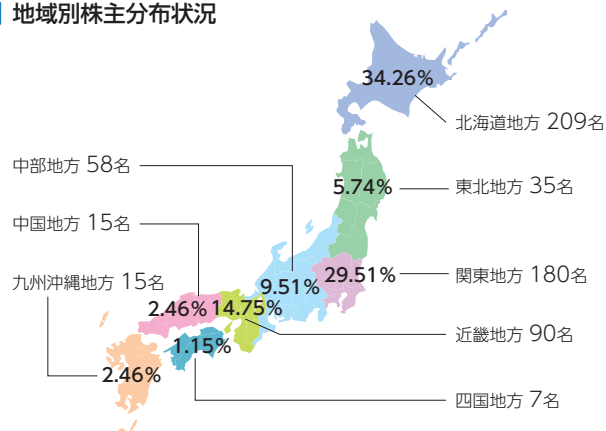 地域別株主分布状況
34.26%
北海道地方 209名
中部地方 58名
5.74%
東北地方 35名
中国地方 15名
九州沖縄地方 15名
9.51%
29.51%
関東地方 180名
2.46%
14.75%
近畿地方 90名
1.15%
2.46%
四国地方 7名